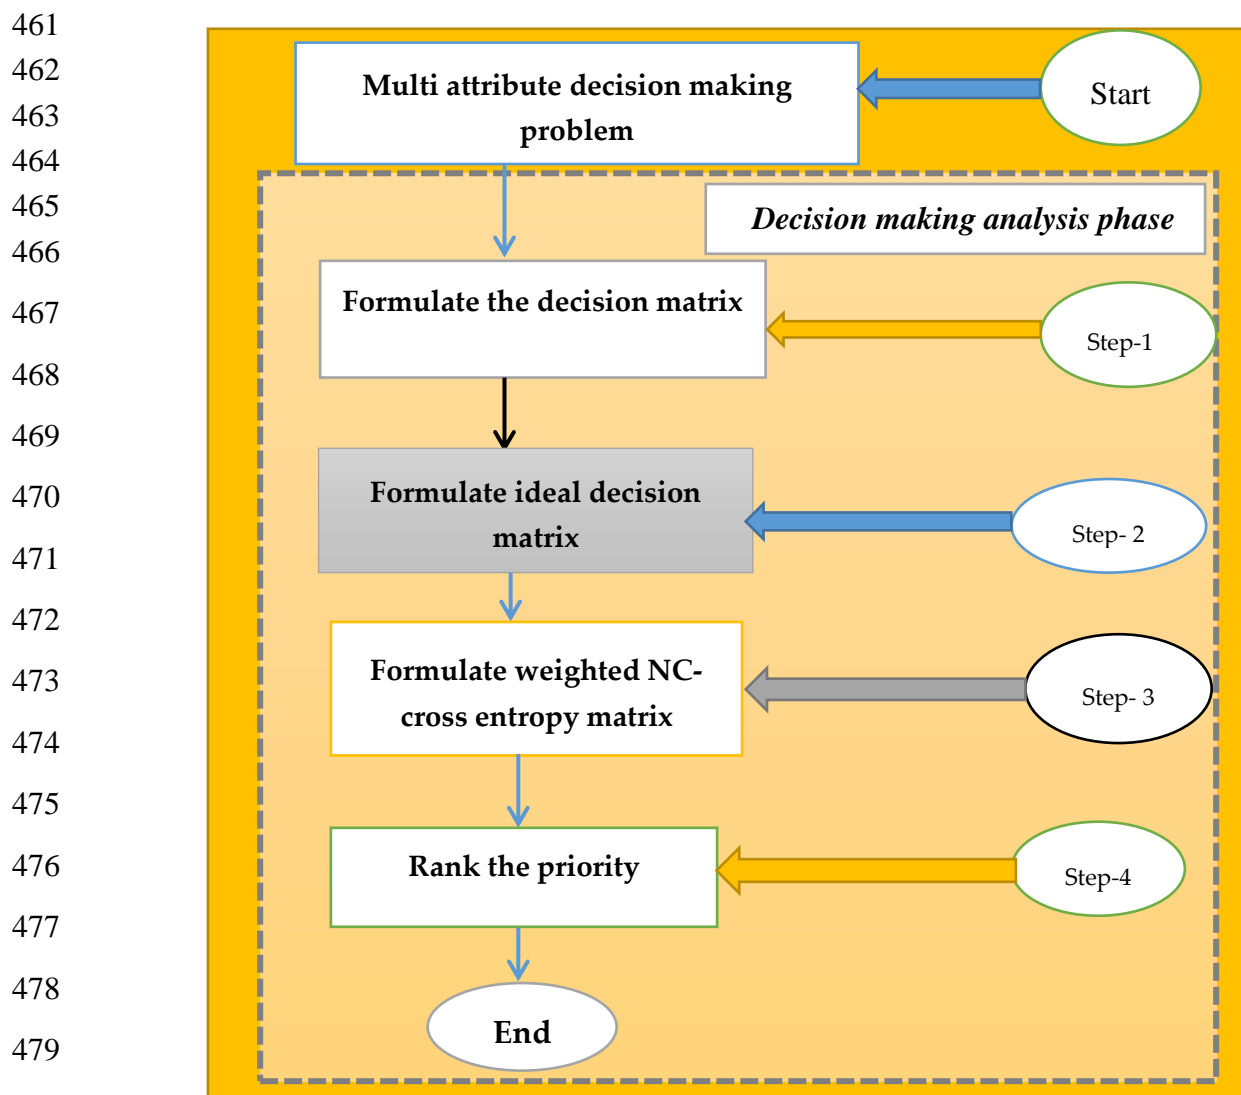 461
462
463
464
465
466
467
468
469
470
471
472
473
474
475
476
477
478
479
Multi attribute decision making
problem
Start
Decision making analysis phase
Formulate the decision matrix
Step-1
Formulate ideal decision
matrix
Step- 2
Formulate weighted NC-
cross entropy matrix
Step- 3
Rank the priority
Step-4
End